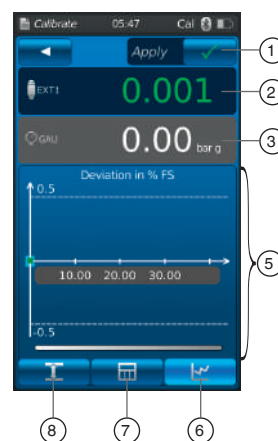 Calibrate 05:47 Cal
Apply
1
EXT1 0.001
2
GAU 0.00 bar g
3
Deviation in % FS
0.5
5
10.00 20.00 30.00
-0.5
8 7 6